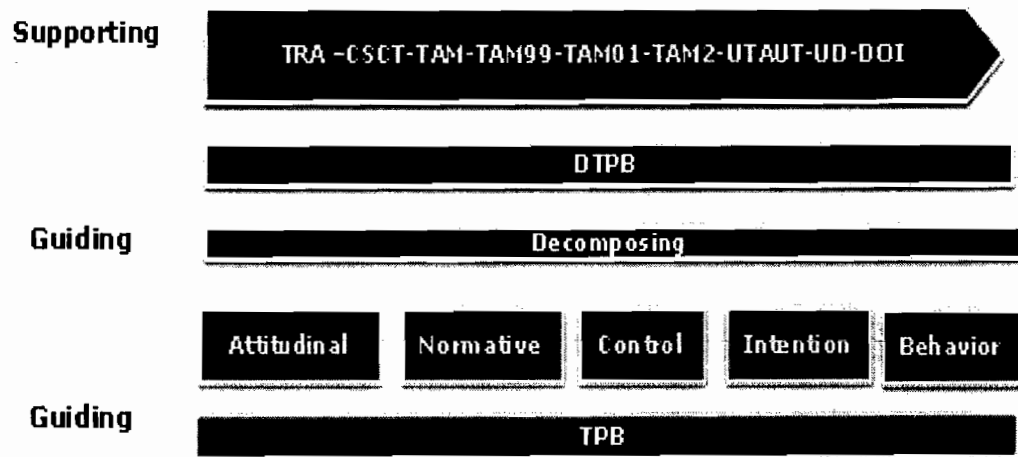 Supporting
TRA -CSCT-TAM-TAM99-TAM01-TAM2-UTAUT-UD-DOI
DTPB
Guiding
Decomposing
Attitudinal Normative Control Intention Behavior
Guiding
TPB